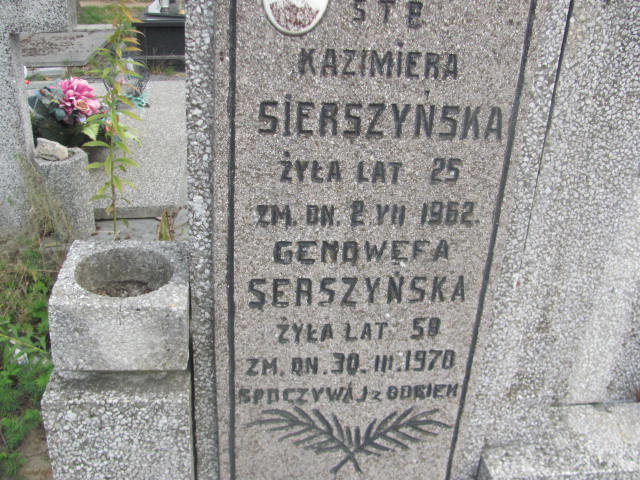 Ś T P
KAZIMIERA
SIERSZYŃSKA
ŻYŁA LAT 25
ZM. DN. 2 VII 1962.
GENOWĘFA
SERSZYŃSKA
ŻYŁA LAT 58
ZM. DN. 30. III. 1970
SPOCZYWAJ z BOGIEM